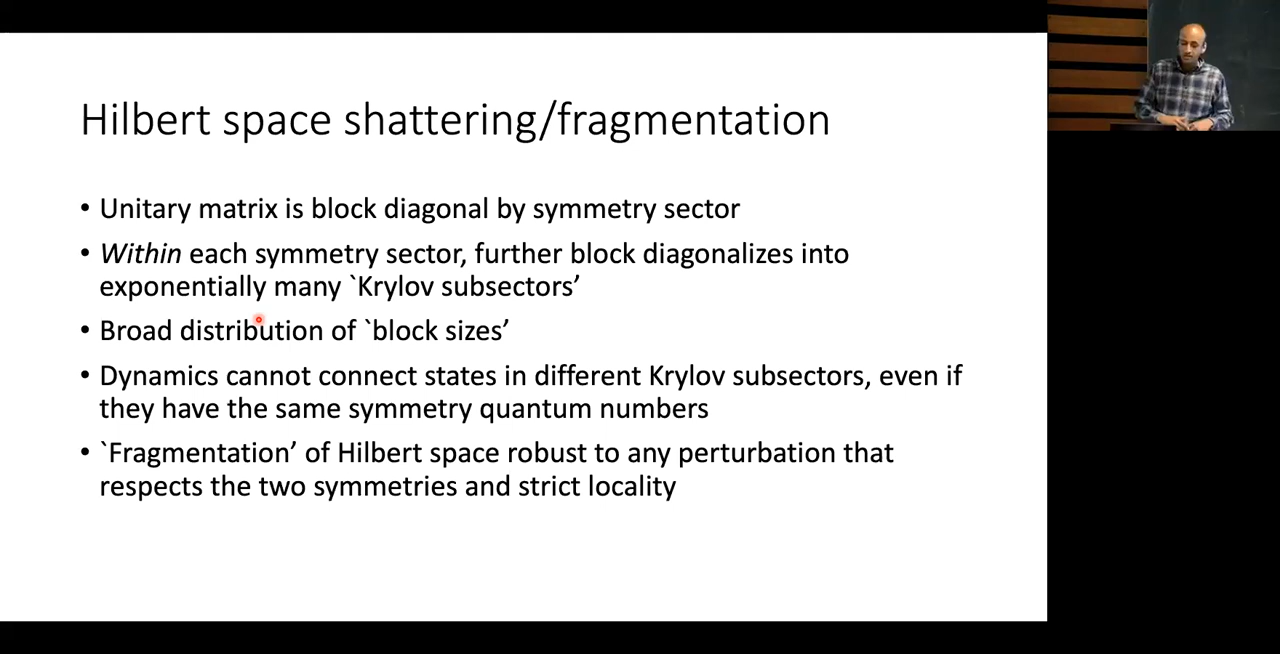 Hilbert space shattering/fragmentation
• Unitary matrix is block diagonal by symmetry sector
• Within each symmetry sector, further block diagonalizes into
exponentially many `Krylov subsectors’
• Broad distribution of `block sizes’
• Dynamics cannot connect states in different Krylov subsectors, even if
they have the same symmetry quantum numbers
• `Fragmentation’ of Hilbert space robust to any perturbation that
respects the two symmetries and strict locality